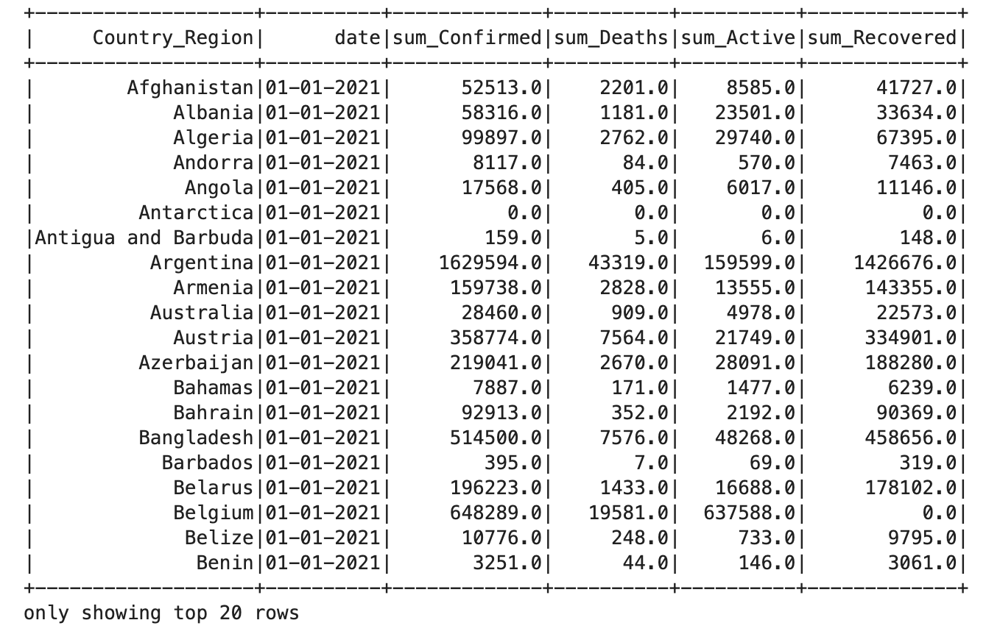 +--------------------+----------+-------------+----------+----------+-------------+
|      Country_Region|      date|sum_Confirmed|sum_Deaths|sum_Active|sum_Recovered|
+--------------------+----------+-------------+----------+----------+-------------+
|         Afghanistan|01-01-2021|      52513.0|    2201.0|    8585.0|      41727.0|
|             Albania|01-01-2021|      58316.0|    1181.0|   23501.0|      33634.0|
|             Algeria|01-01-2021|      99897.0|    2762.0|   29740.0|      67395.0|
|             Andorra|01-01-2021|       8117.0|      84.0|     570.0|       7463.0|
|              Angola|01-01-2021|      17568.0|     405.0|    6017.0|      11146.0|
|          Antarctica|01-01-2021|          0.0|       0.0|       0.0|          0.0|
|Antigua and Barbuda|01-01-2021|        159.0|       5.0|       6.0|        148.0|
|           Argentina|01-01-2021|    1629594.0|   43319.0|  159599.0|    1426676.0|
|             Armenia|01-01-2021|     159738.0|    2828.0|   13555.0|     143355.0|
|           Australia|01-01-2021|      28460.0|     909.0|    4978.0|      22573.0|
|             Austria|01-01-2021|     358774.0|    7564.0|   21749.0|     334901.0|
|          Azerbaijan|01-01-2021|     219041.0|    2670.0|   28091.0|     188280.0|
|             Bahamas|01-01-2021|       7887.0|     171.0|    1477.0|       6239.0|
|             Bahrain|01-01-2021|      92913.0|     352.0|    2192.0|      90369.0|
|          Bangladesh|01-01-2021|     514500.0|    7576.0|   48268.0|     458656.0|
|            Barbados|01-01-2021|        395.0|       7.0|      69.0|        319.0|
|             Belarus|01-01-2021|     196223.0|    1433.0|   16688.0|     178102.0|
|             Belgium|01-01-2021|     648289.0|   19581.0|  637588.0|          0.0|
|              Belize|01-01-2021|      10776.0|     248.0|     733.0|       9795.0|
|               Benin|01-01-2021|       3251.0|      44.0|     146.0|       3061.0|
+--------------------+----------+-------------+----------+----------+-------------+
only showing top 20 rows